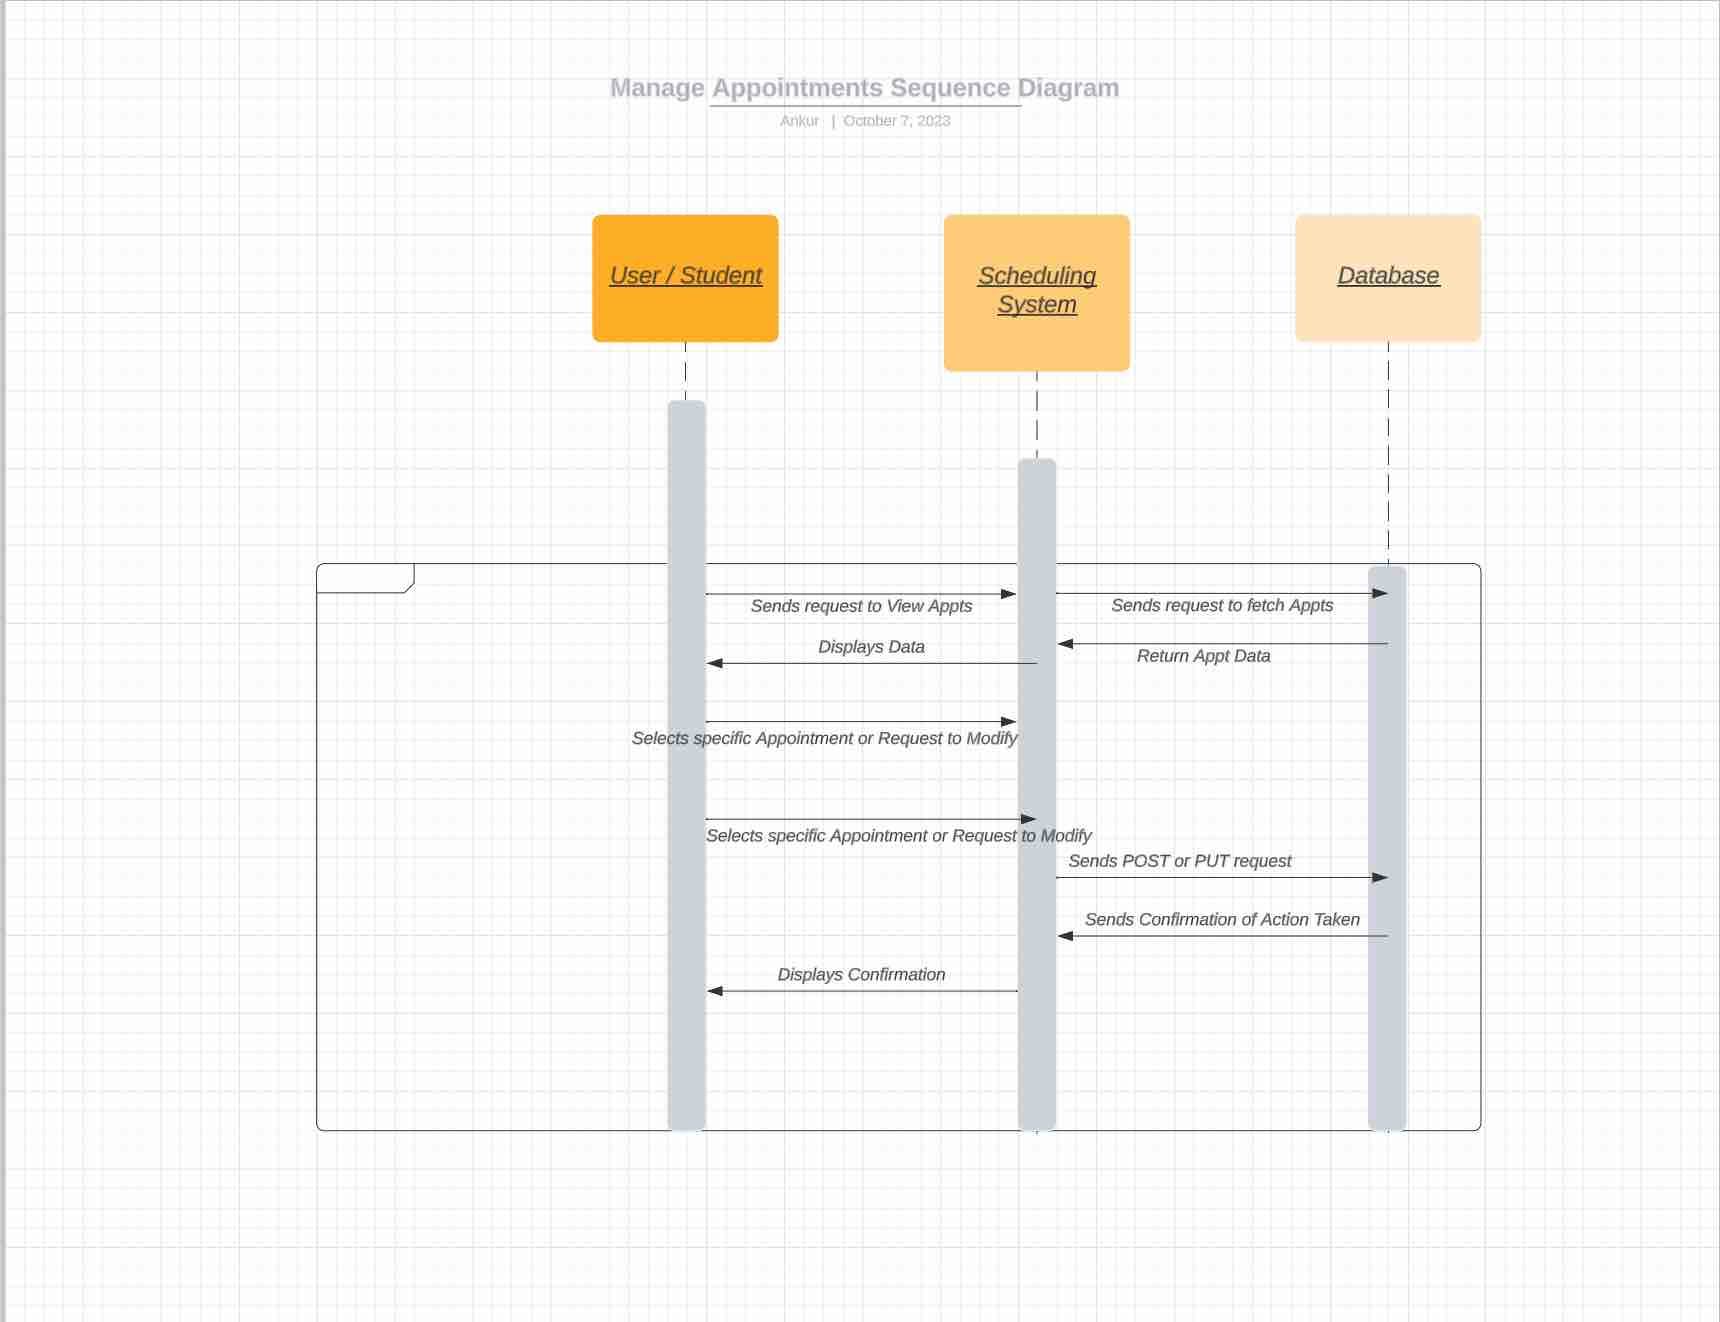 Manage Appointments Sequence Diagram
Ankur | October 7, 2023
User / Student
Scheduling
System
Database
Sends request to View Appts
Sends request to fetch Appts
Return Appt Data
Displays Data
Selects specific Appointment or Request to Modify
Selects specific Appointment or Request to Modify
Sends POST or PUT request
Sends Confirmation of Action Taken
Displays Confirmation